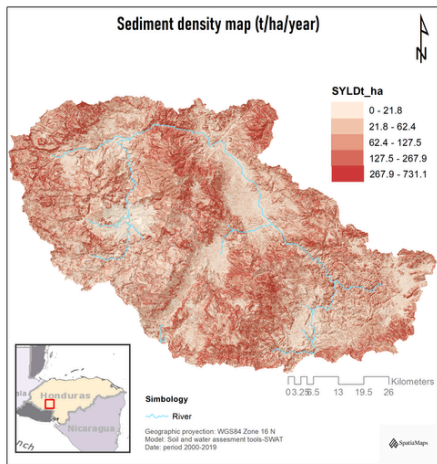 Sediment density map (t/ha/year)
SYLDt_ha
0 - 21.8
21.8 - 62.4
62.4 - 127.5
127.5 - 267.9
267.9 - 731.1
Kilometers
0 3.25 6.5 13 19.5 26
Honduras
Nicaragua
Simbology
River
Geographic projection: WGS84 Zone 16 N
Model: Soil and water assesment tools-SWAT
Date: period 2000-2019
SpatiaMaps